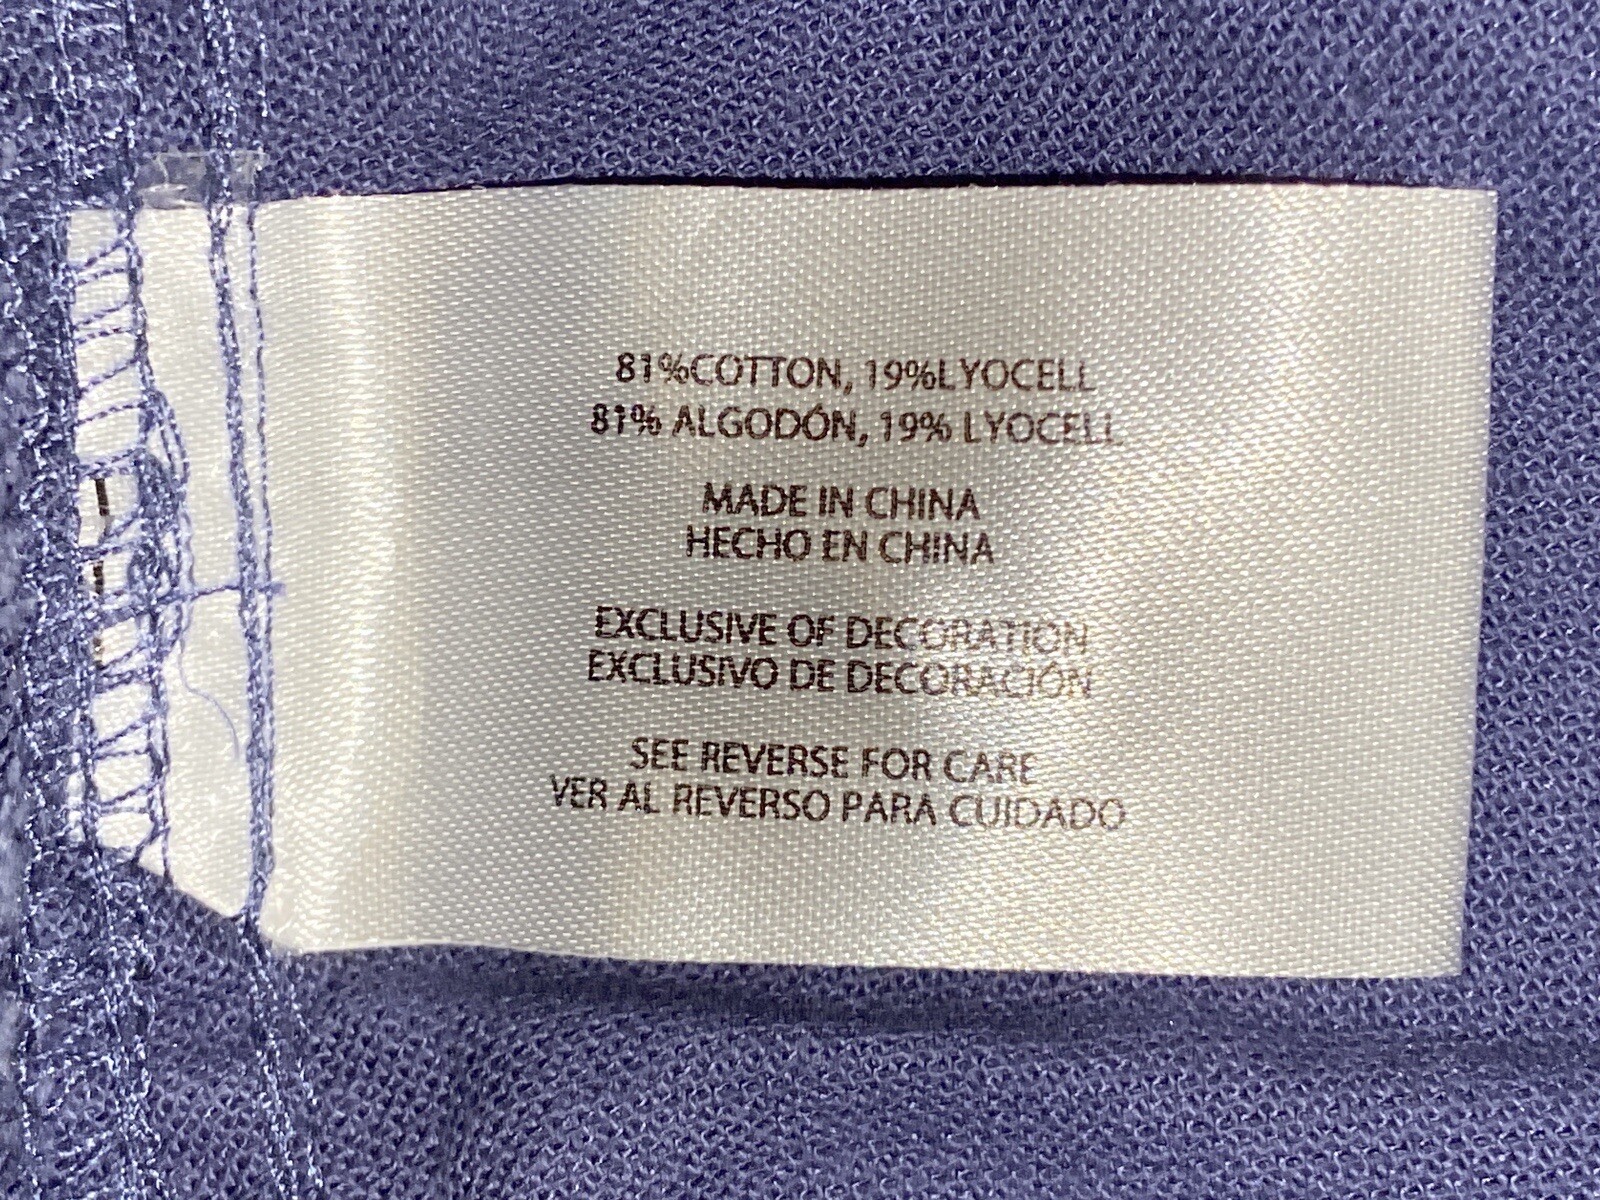 81%COTTON, 19%LYOCELL
81% ALGODÓN, 19% LYOCELL
MADE IN CHINA
HECHO EN CHINA
EXCLUSIVE OF DECORATION
EXCLUSIVO DE DECORACIÓN
SEE REVERSE FOR CARE
VER AL REVERSO PARA CUIDADO